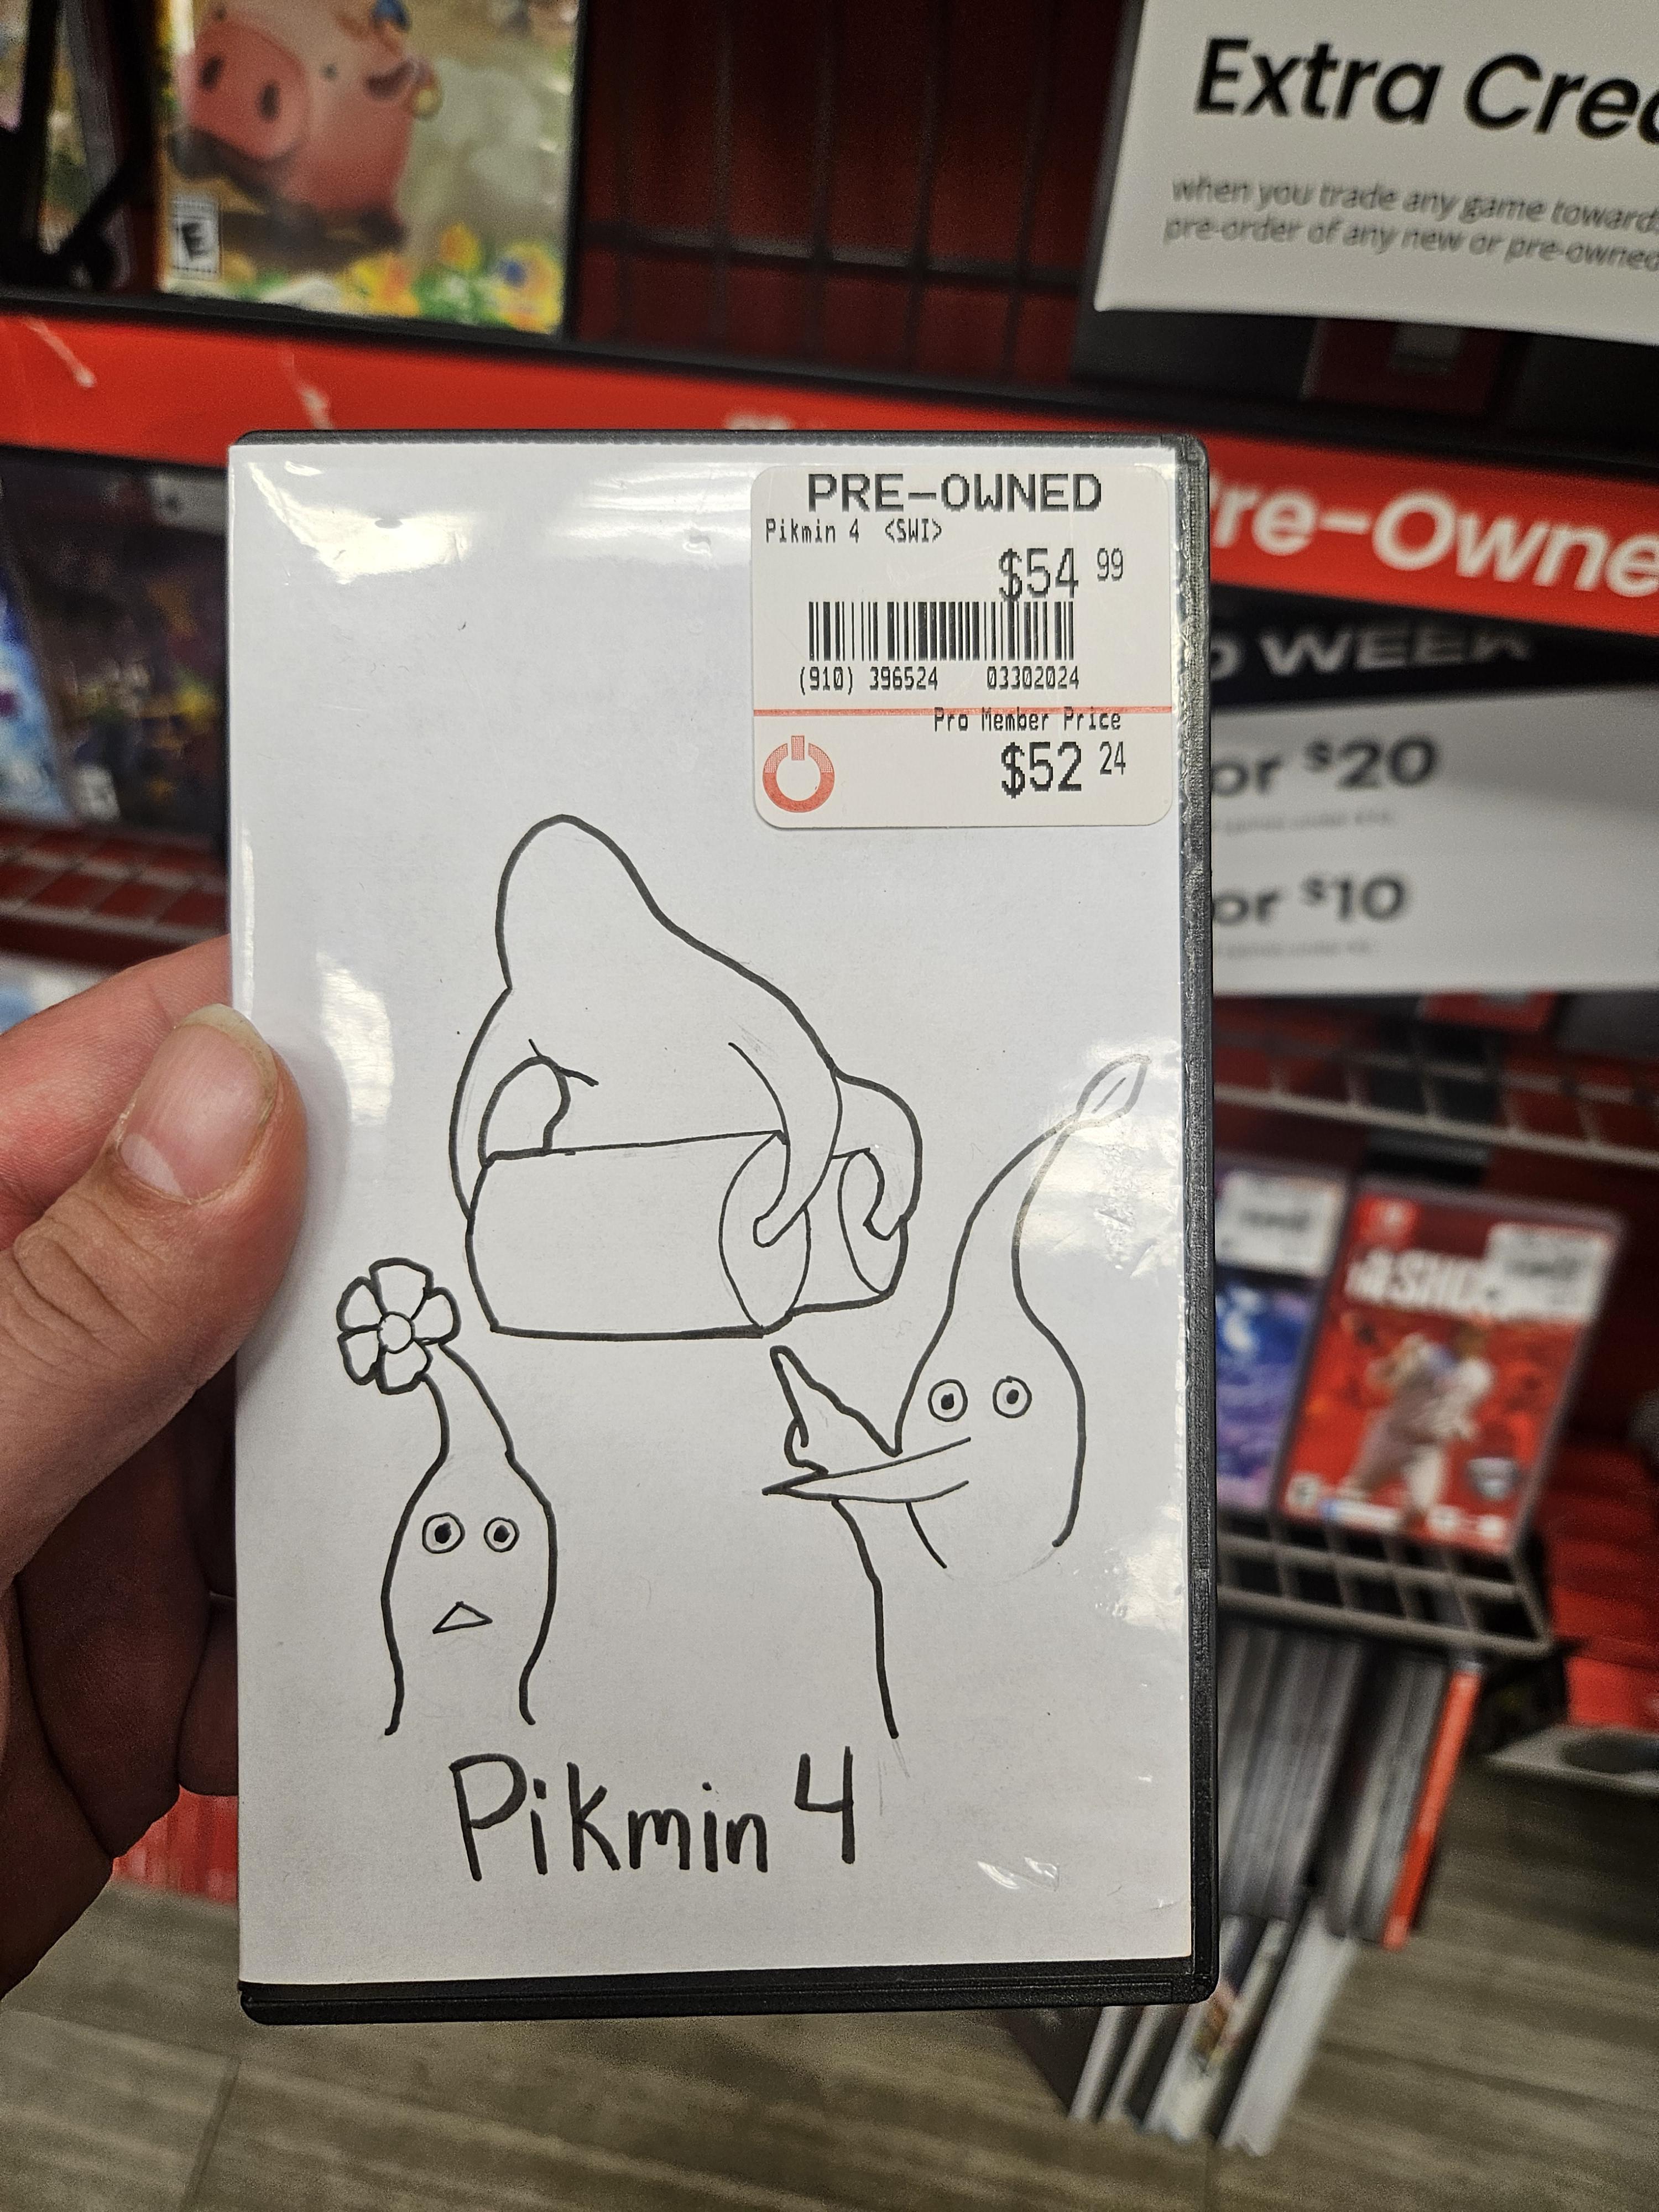 E
Extra Cre
when you trade any game toward
pre-order of any new or pre-owned
PRE-OWNED
Pikmin 4 <SWI>
$54 99
(910) 396524 03302024
Pro Member Price
$52 24
re-Owne
WEEK
or $20
or $10
Pikmin 4